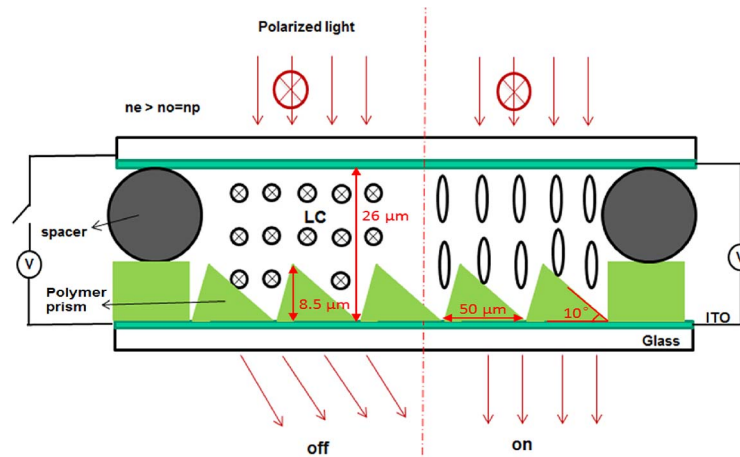 Polarized light
ne > no=np
LC
26 μm
spacer
V
V
Polymer
prism
8.5 μm
50 μm
10°
ITO
Glass
off
on